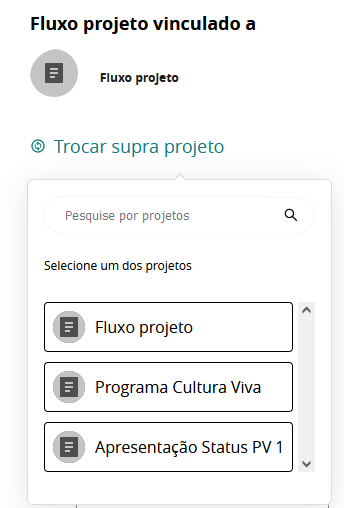 Fluxo projeto vinculado a
Fluxo projeto
Trocar supra projeto
Pesquise por projetos
Selecione um dos projetos
Fluxo projeto
Programa Cultura Viva
Apresentação Status PV 1